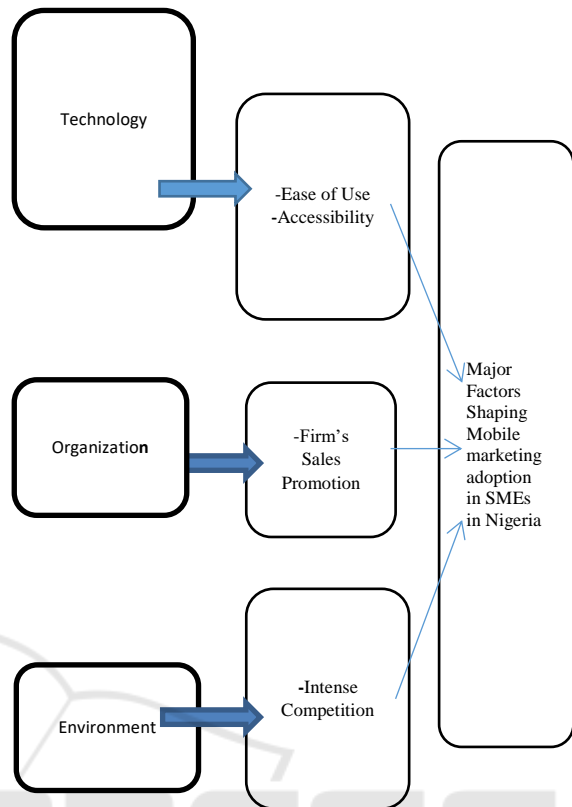 Technology
-Ease of Use
-Accessibility
Organization
-Firm's
Sales
Promotion
Environment
-Intense
Competition
Major
Factors
Shaping
Mobile
marketing
adoption
in SMEs
in Nigeria